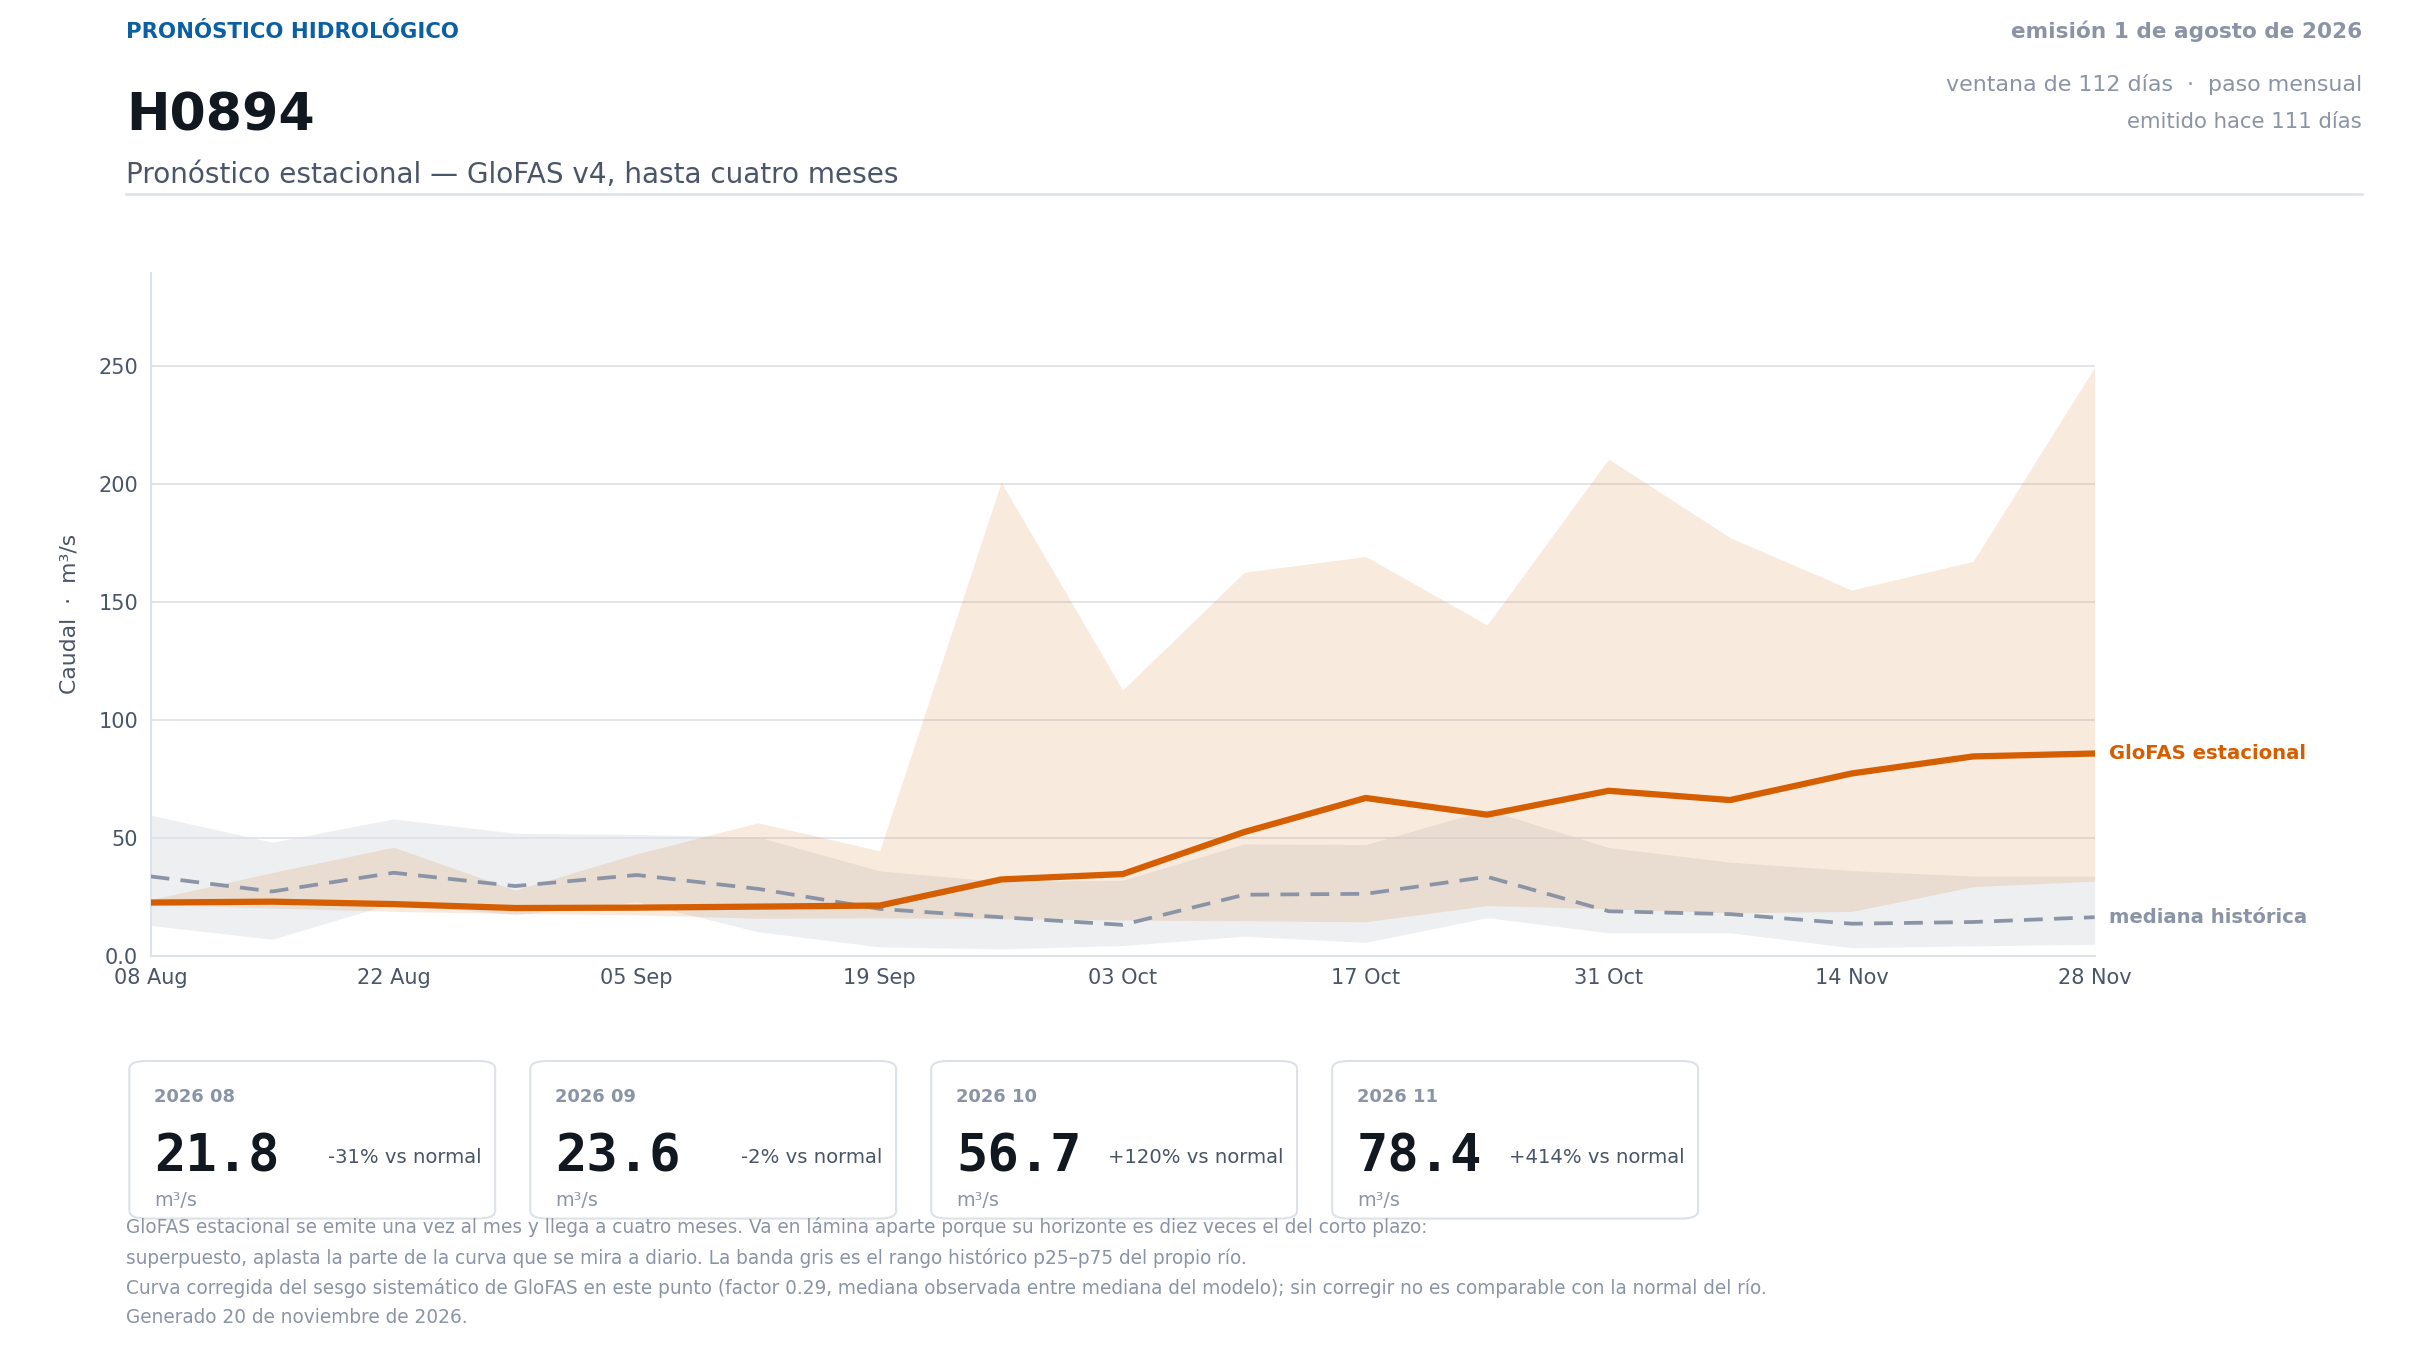 PRONÓSTICO HIDROLÓGICO
emisión 1 de agosto de 2026
H0894
ventana de 112 días · paso mensual
emitido hace 111 días
Pronóstico estacional — GloFAS v4, hasta cuatro meses
Caudal · m³/s
250
200
150
100
50
0.0
GloFAS estacional
mediana histórica
08 Aug 22 Aug 05 Sep 19 Sep 03 Oct 17 Oct 31 Oct 14 Nov 28 Nov
2026 08
21.8 -31% vs normal
m³/s
2026 09
23.6 -2% vs normal
m³/s
2026 10
56.7 +120% vs normal
m³/s
2026 11
78.4 +414% vs normal
m³/s
GloFAS estacional se emite una vez al mes y llega a cuatro meses. Va en lámina aparte porque su horizonte es diez veces el del corto plazo:
superpuesto, aplasta la parte de la curva que se mira a diario. La banda gris es el rango histórico p25–p75 del propio río.
Curva corregida del sesgo sistemático de GloFAS en este punto (factor 0.29, mediana observada entre mediana del modelo); sin corregir no es comparable con la normal del río.
Generado 20 de noviembre de 2026.